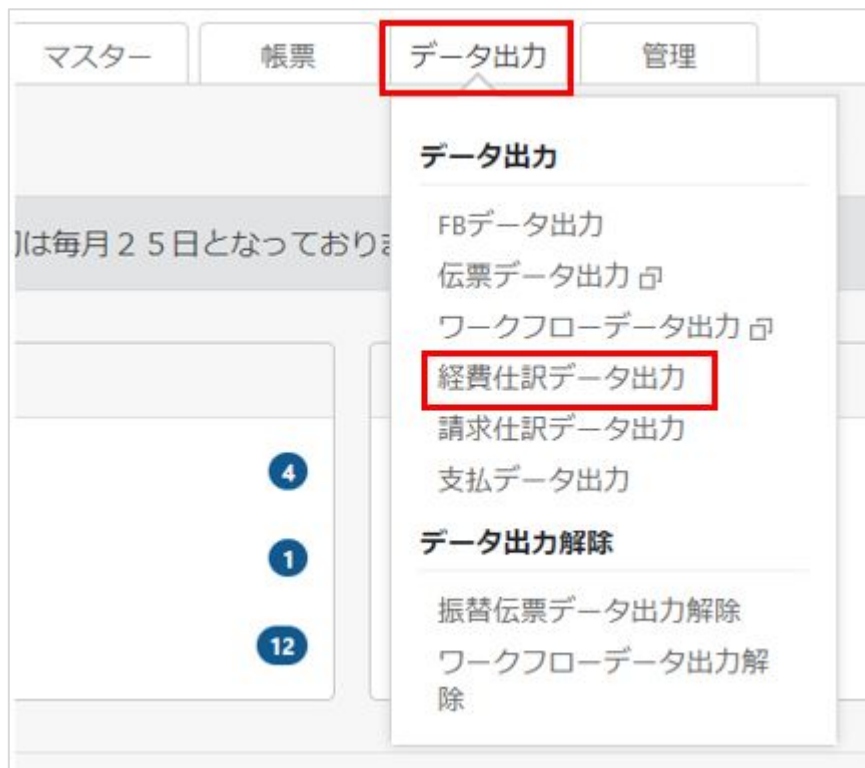 マスター
帳票
データ出力
管理
データ出力
FBデータ出力
伝票データ出力
は毎月25日となっており
ワークフローデータ出力
経費仕訳データ出力
請求仕訳データ出力
4
支払データ出力
データ出力解除
1
振替伝票データ出力解除
12
ワークフローデータ出力解
除